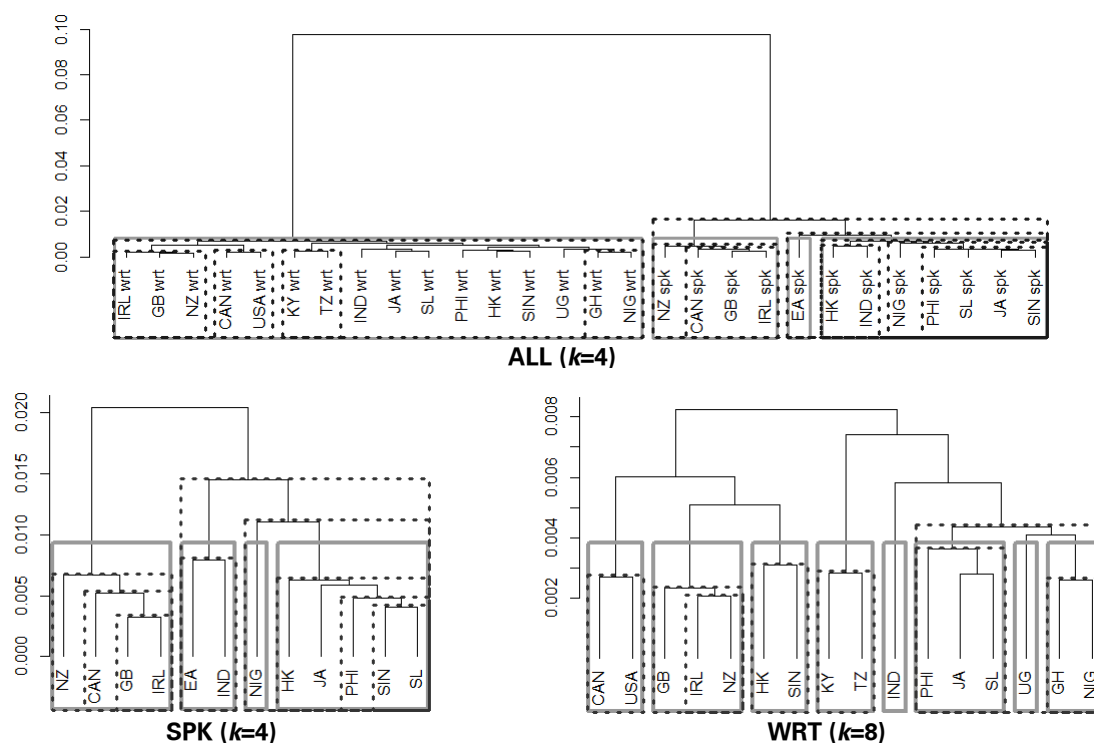 0.10
0.08
0.06
0.04
0.02
0.00
IRL wrt
GB wrt
NZ wrt
CAN wrt
USA wrt
KY wrt
TZ wrt
IND wrt
JA wrt
SL wrt
PHI wrt
HK wrt
SIN wrt
UG wrt
GH wrt
NIG wrt
NZ spk
CAN spk
GB spk
IRL spk
EA spk
HK spk
IND spk
NIG spk
PHI spk
SL spk
JA spk
SIN spk
ALL (k=4)
0.020
0.015
0.010
0.005
0.000
NZ
CAN
GB
IRL
EA
IND
NIG
HK
JA
PHI
SIN
SL
SPK (k=4)
0.008
0.006
0.004
0.002
CAN
USA
GB
IRL
NZ
HK
SIN
KY
TZ
IND
PHI
JA
SL
UG
GH
NIG
WRT (k=8)